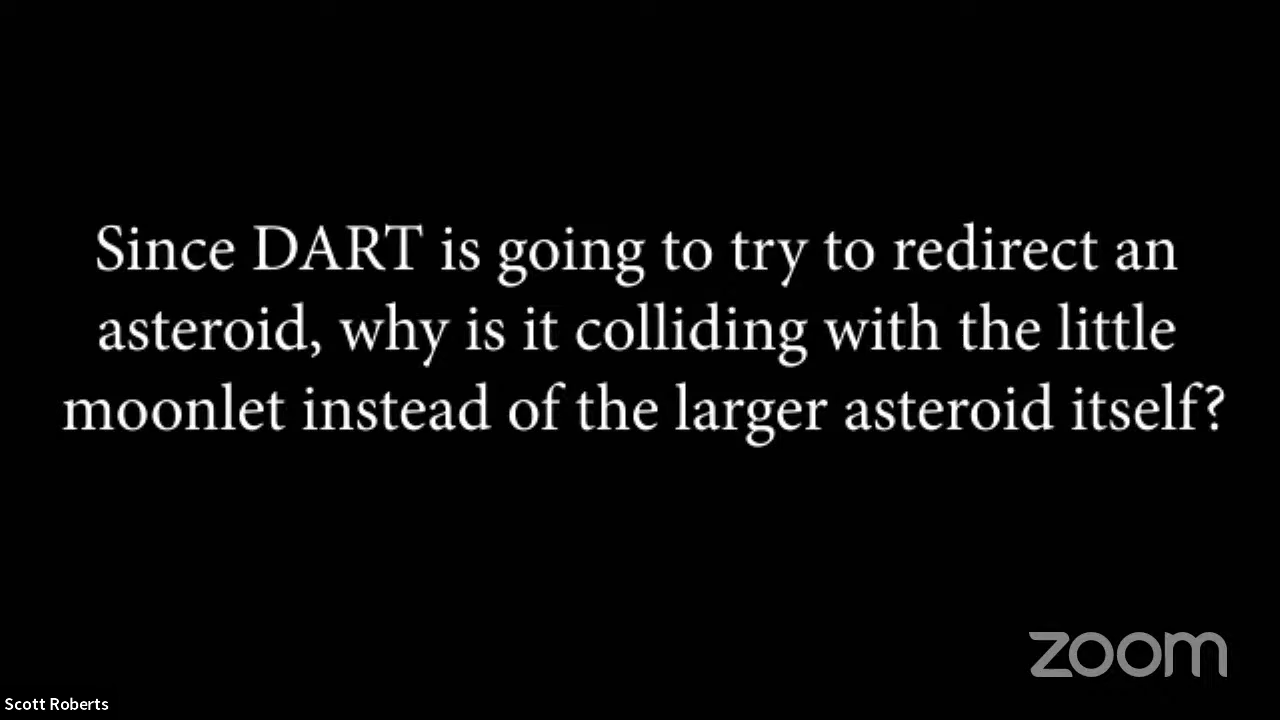 Since DART is going to try to redirect an
asteroid, why is it colliding with the little
moonlet instead of the larger asteroid itself?
zoom
Scott Roberts